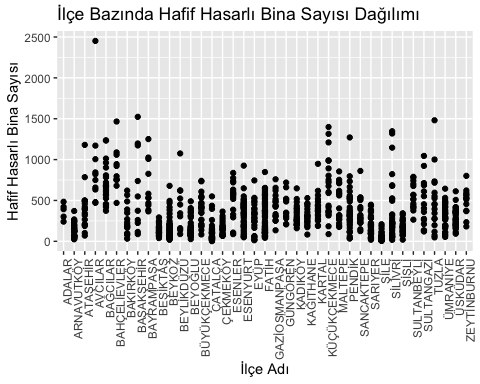 İlçe Bazında Hafif Hasarlı Bina Sayısı Dağılımı
Hafif Hasarlı Bina Sayısı
2500
2000
1500
1000
500
0
ADALAR
ARNAVUTKÖY
ATAŞEHİR
AVCILAR
BAĞCILAR
BAHÇELİEVLER
BAKIRKÖY
BAŞAKŞEHİR
BAYRAMPAŞA
BEŞİKTAŞ
BEYKOZ
BEYLİKDÜZÜ
BEYOĞLU
BÜYÜKÇEKMECE
ÇATALCA
ÇEKMEKÖY
ESENLER
ESENYURT
EYÜP
FATİH
GAZİOSMANPAŞA
GÜNGÖREN
KADIKÖY
KAĞITHANE
KARTAL
KÜÇÜKÇEKMECE
MALTEPE
PENDİK
SANCAKTEPE
SARIYER
ŞİLE
SİLİVRİ
ŞİŞLİ
SULTANBEYLİ
SULTANGAZİ
TUZLA
ÜMRANİYE
ÜSKÜDAR
ZEYTİNBURNU
İlçe Adı